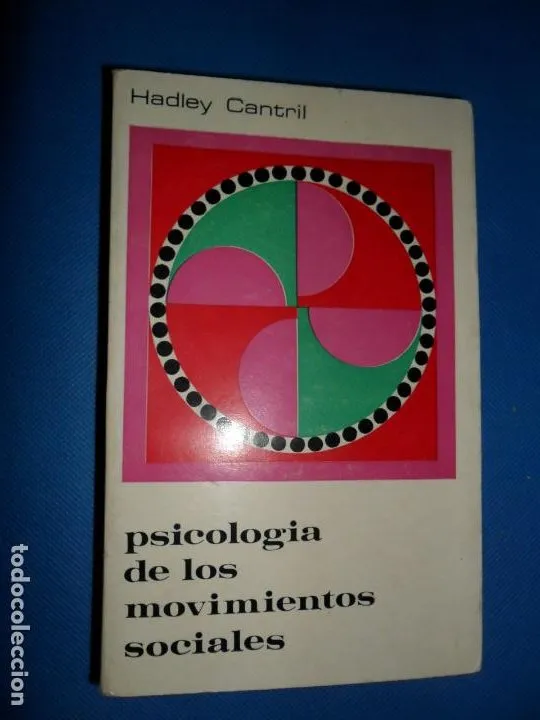 Hadley Cantril
psicologia
de los
movimientos
sociales
todocoleccion